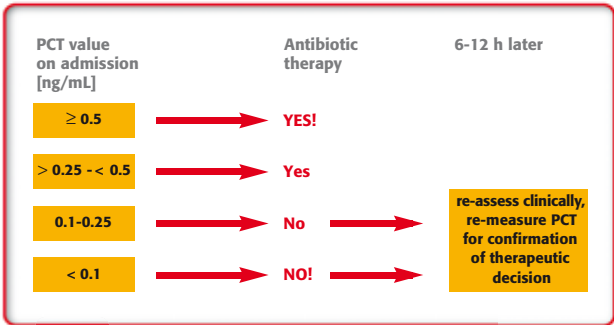 PCT value
on admission
[ng/mL]
Antibiotic
therapy
6-12 h later
≥ 0.5
YES!
> 0.25 - < 0.5
Yes
0.1-0.25
No
< 0.1
NO!
re-assess clinically,
re-measure PCT
for confirmation
of therapeutic
decision